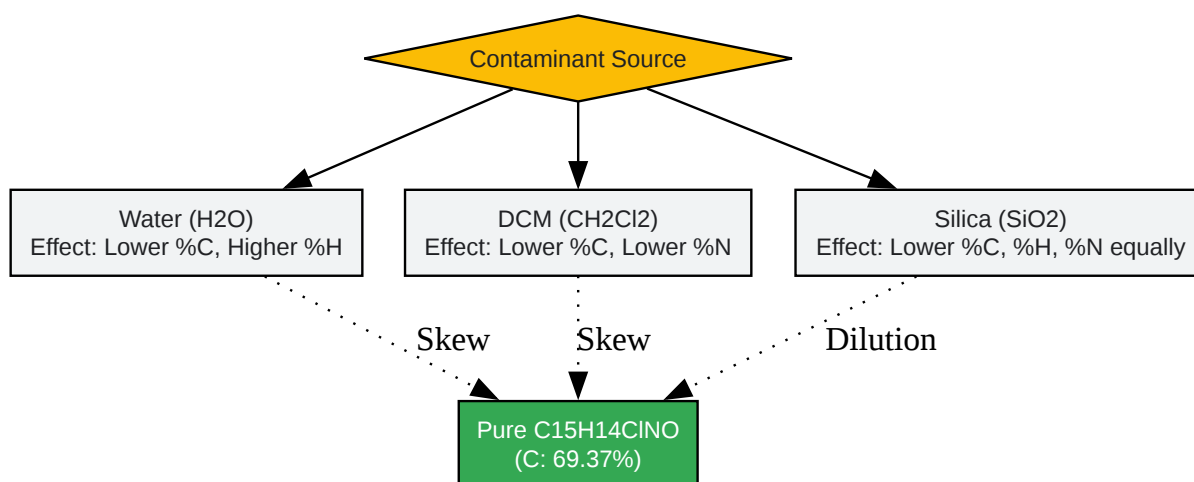 Contaminant Source
Water (H2O)
Effect: Lower %C, Higher %H
DCM (CH2Cl2)
Effect: Lower %C, Lower %N
Silica (SiO2)
Effect: Lower %C, %H, %N equally
Skew
Skew
Dilution
Pure C15H14ClNO
(C: 69.37%)